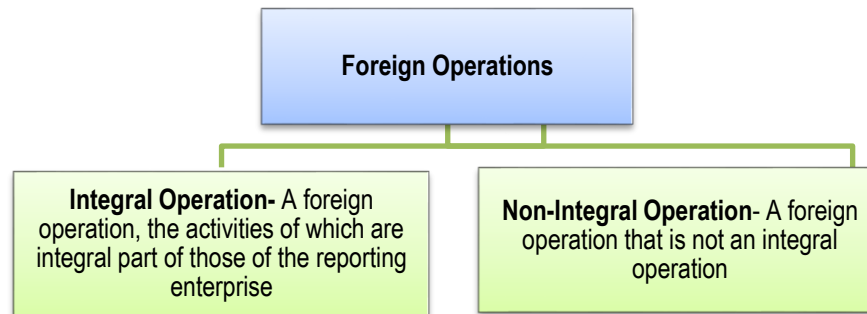 Foreign Operations
Integral Operation- A foreign
operation, the activities of which are
integral part of those of the reporting
enterprise
Non-Integral Operation- A foreign
operation that is not an integral
operation